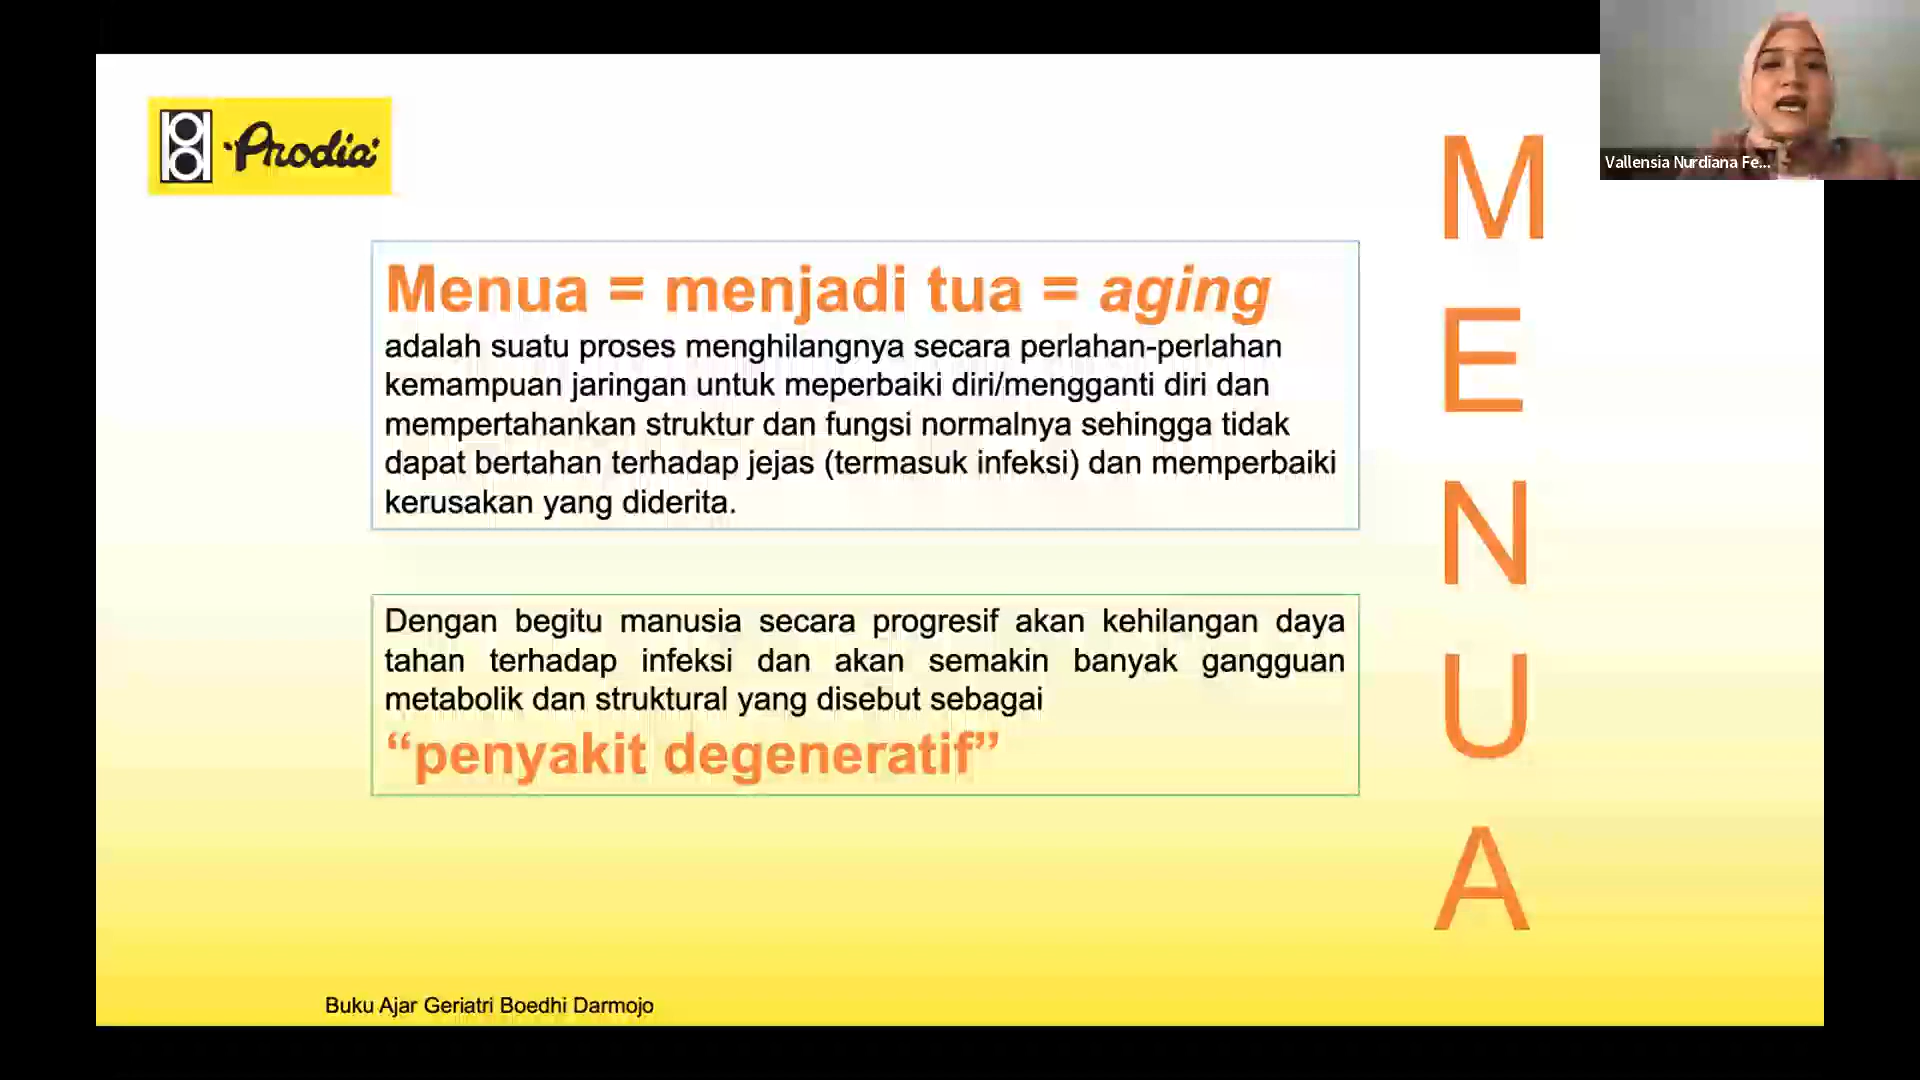 Prodia
Vallensia Nurdiana Fe...
Menua = menjadi tua = aging
adalah suatu proses menghilangnya secara perlahan-perlahan
kemampuan jaringan untuk meperbaiki diri/mengganti diri dan
mempertahankan struktur dan fungsi normalnya sehingga tidak
dapat bertahan terhadap jejas (termasuk infeksi) dan memperbaiki
kerusakan yang diderita.
Dengan begitu manusia secara progresif akan kehilangan daya
tahan terhadap infeksi dan akan semakin banyak gangguan
metabolik dan struktural yang disebut sebagai
“penyakit degeneratif”
M
E
N
U
A
Buku Ajar Geriatri Boedhi Darmojo